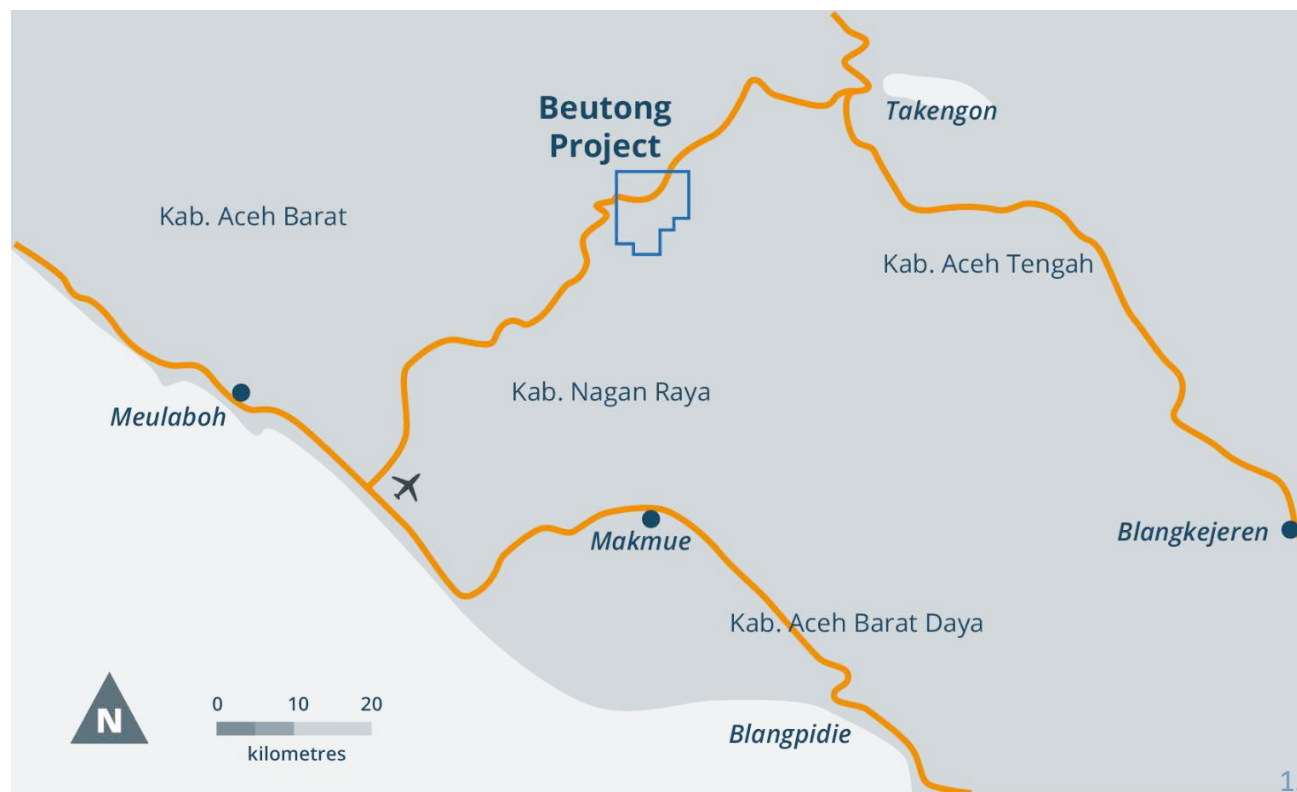 Beutong
Project
Takengon
Kab. Aceh Barat
Kab. Aceh Tengah
Kab. Nagan Raya
Meulaboh
Makmue
Blangkejeren
Kab. Aceh Barat Daya
N
0 10 20
kilometres
Blangpidie
1